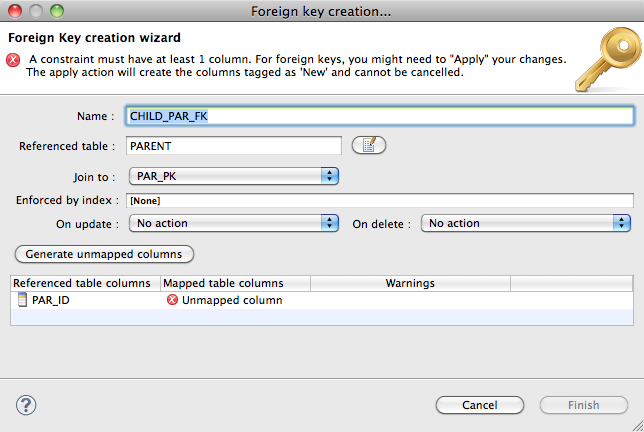 Foreign key creation...
Foreign Key creation wizard
A constraint must have at least 1 column. For foreign keys, you might need to "Apply" your changes.
The apply action will create the columns tagged as 'New' and cannot be cancelled.
Name : CHILD_PAR_FK
Referenced table : PARENT
Join to : PAR_PK
Enforced by index : [None]
On update : No action On delete : No action
Generate unmapped columns
Referenced table columns Mapped table columns Warnings
PAR_ID Unmapped column
? Cancel Finish